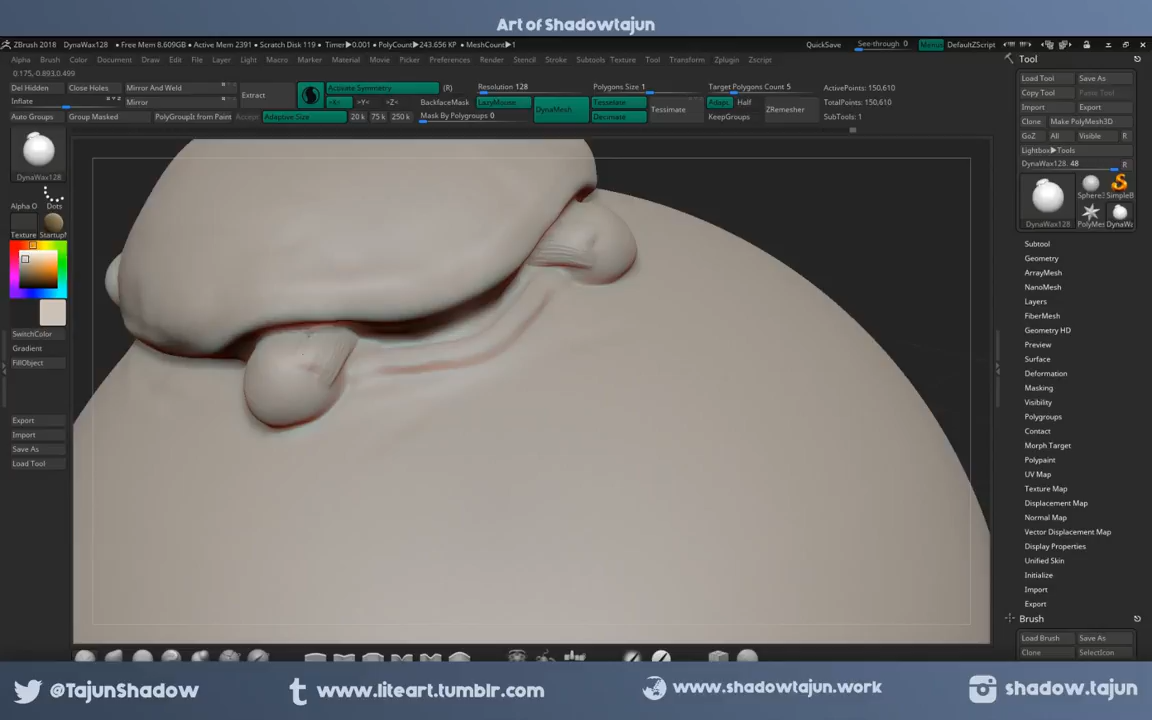 Art of Shadowtajun
ZBrush 2018 DynaWax128 • Free Mem 8.609GB • Active Mem 2391 • Scratch Disk 119 • Timer▶0.001 • PolyCount▶243.656 KP • MeshCount▶1 QuickSave See-through 0 Menus DefaultZScript
Alpha Brush Color Document Draw Edit File Layer Light Macro Marker Material Movie Picker Preferences Render Stencil Stroke Subtools Texture Tool Transform Zplugin Zscript Tool
0.175,-0.893,0.499
Load Tool Save As
Del Hidden Close Holes Mirror And Weld Extract Activate Symmetry (R) Resolution 128 Polygons Size 1 Target Polygons Count 5 ActivePoints: 150,610
Copy Tool Paste Tool
Inflate Mirror >X< >Y< >Z< BackfaceMask LazyMouse DynaMesh Tesselate Tessimate Adapt Half ZRemesher TotalPoints: 150,610
Import Export
Auto Groups Group Masked PolyGroupIt from Paint Accept Adaptive Size 20 k 75 k 250 k Mask By Polygroups 0 Decimate KeepGroups SubTools: 1
Clone Make PolyMesh3D
GoZ All Visible R
Lightbox▶Tools
DynaWax128. 48 R
DynaWax128
Alpha O Dots
Texture
SimpleB
DynaWax128
SwitchColor
Gradient
FillObject
Export
Import
Save As
Load Tool
Subtool
Geometry
ArrayMesh
NanoMesh
Layers
FiberMesh
Geometry HD
Preview
Surface
Deformation
Masking
Visibility
Polygroups
Contact
Morph Target
Polypaint
UV Map
Texture Map
Displacement Map
Normal Map
Vector Displacement Map
Display Properties
Unified Skin
Initialize
Import
Export
Brush
Load Brush Save As
Clone SelectIcon
@TajunShadow www.liteart.tumblr.com www.shadowtajun.work shadow.tajun